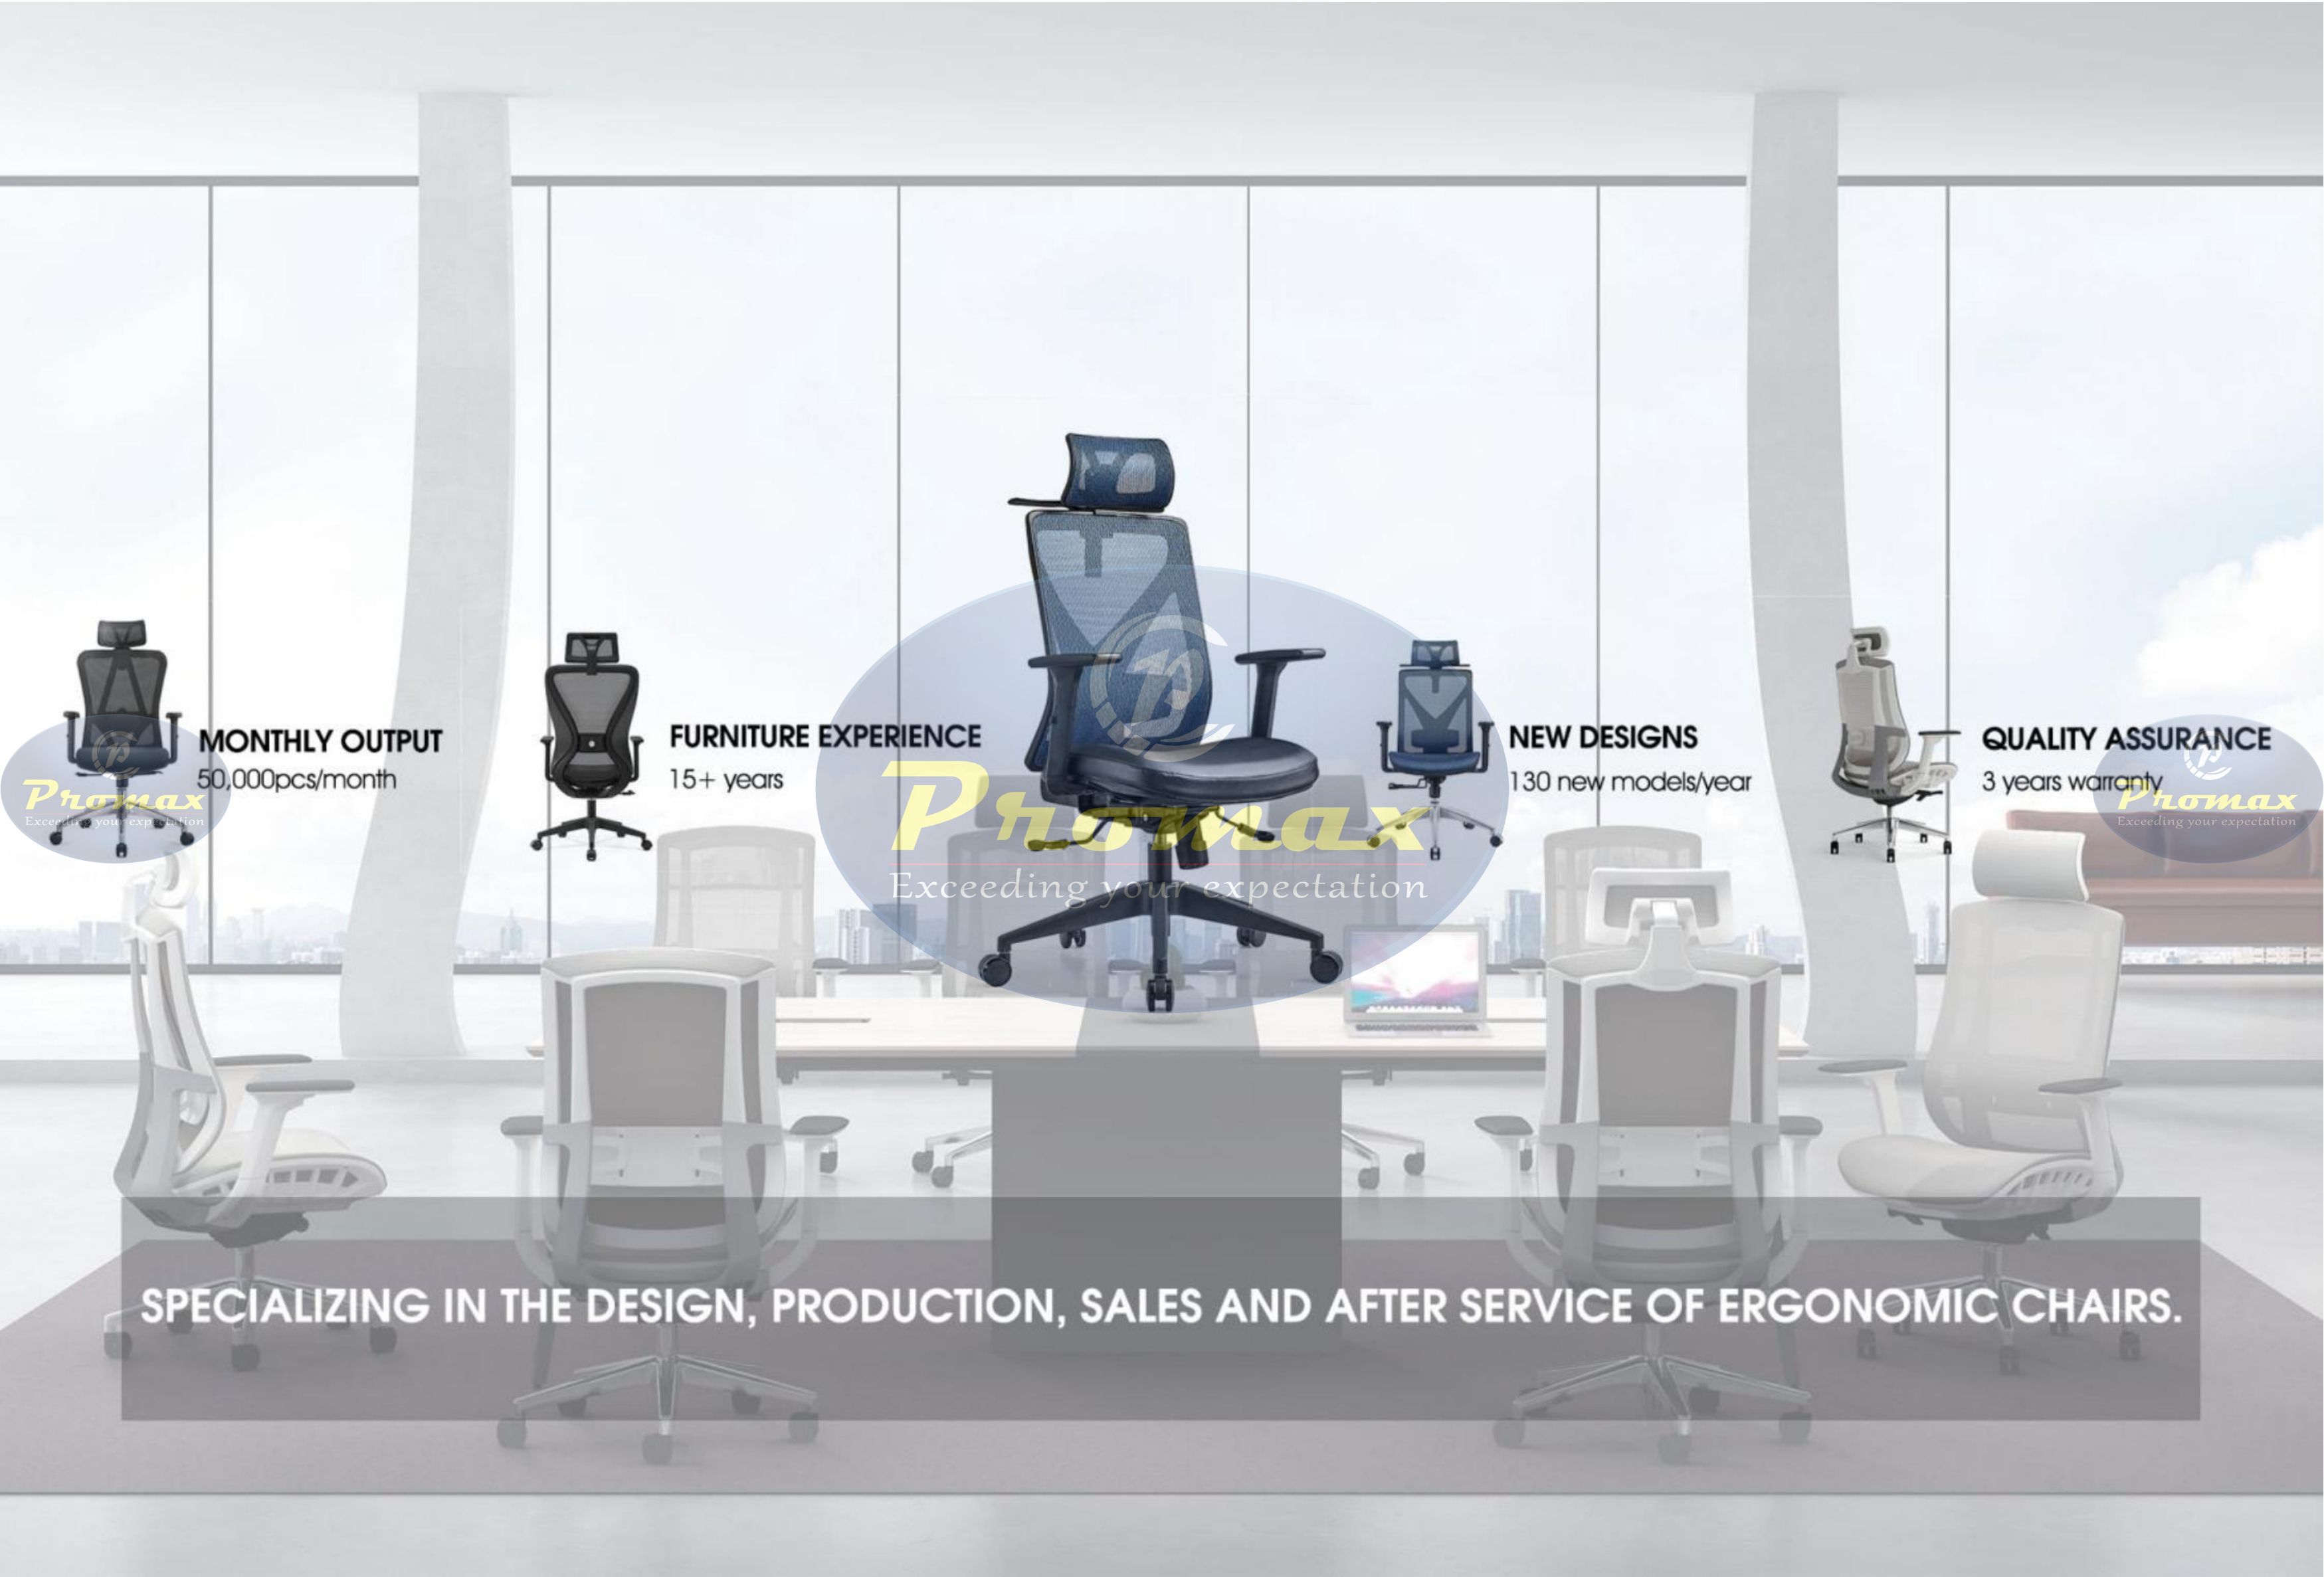 MONTHLY OUTPUT
50,000pcs/month
FURNITURE EXPERIENCE
15+ years
NEW DESIGNS
130 new models/year
QUALITY ASSURANCE
3 years warranty
Promax
Exceeding your expectation
Promax
Exceeding your expectation
Promax
Exceeding your expectation
SPECIALIZING IN THE DESIGN, PRODUCTION, SALES AND AFTER SERVICE OF ERGONOMIC CHAIRS.